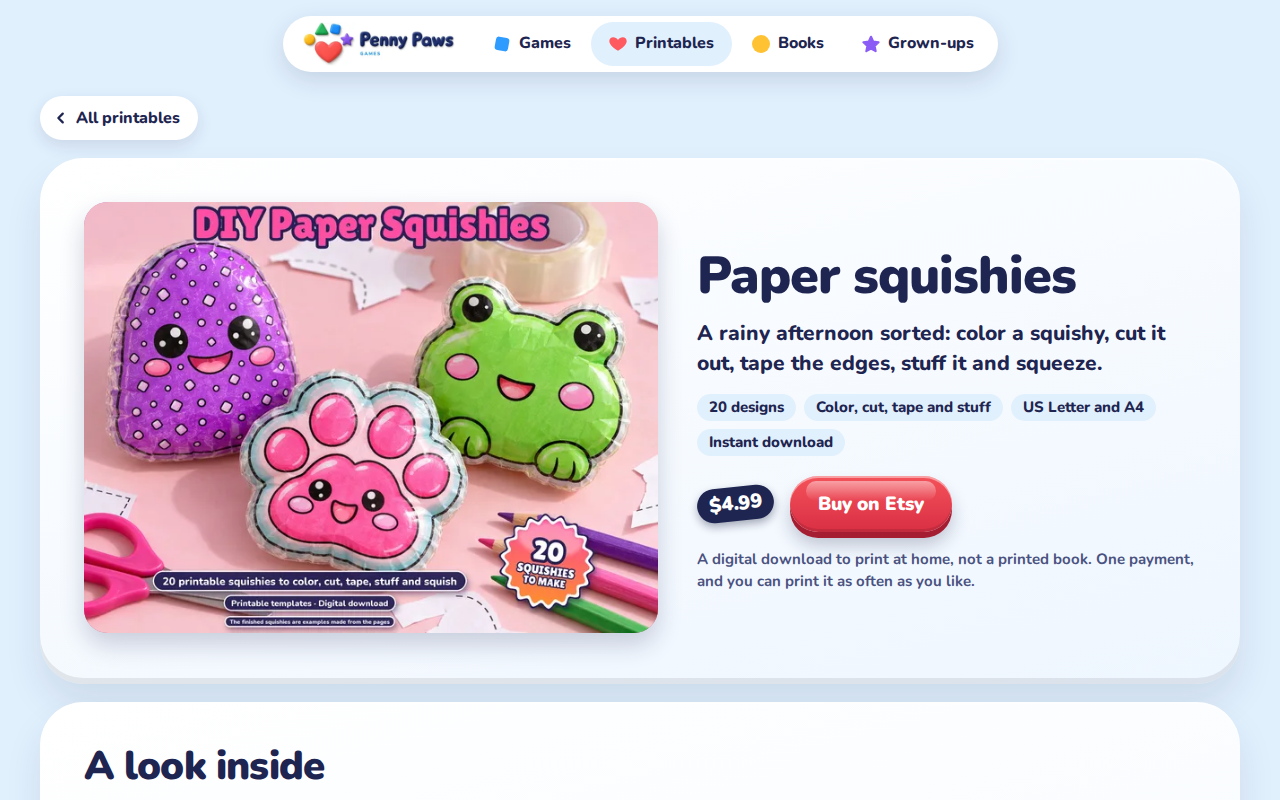 Penny Paws
GAMES
Games
Printables
Books
Grown-ups
All printables
DIY Paper Squishies
20
SQUISHIES
TO MAKE
20 printable squishies to color, cut, tape, stuff and squish
Printable templates · Digital download
The finished squishies are examples made from the pages
Paper squishies
A rainy afternoon sorted: color a squishy, cut it
out, tape the edges, stuff it and squeeze.
20 designs
Color, cut, tape and stuff
US Letter and A4
Instant download
$4.99
Buy on Etsy
A digital download to print at home, not a printed book. One payment,
and you can print it as often as you like.
A look inside